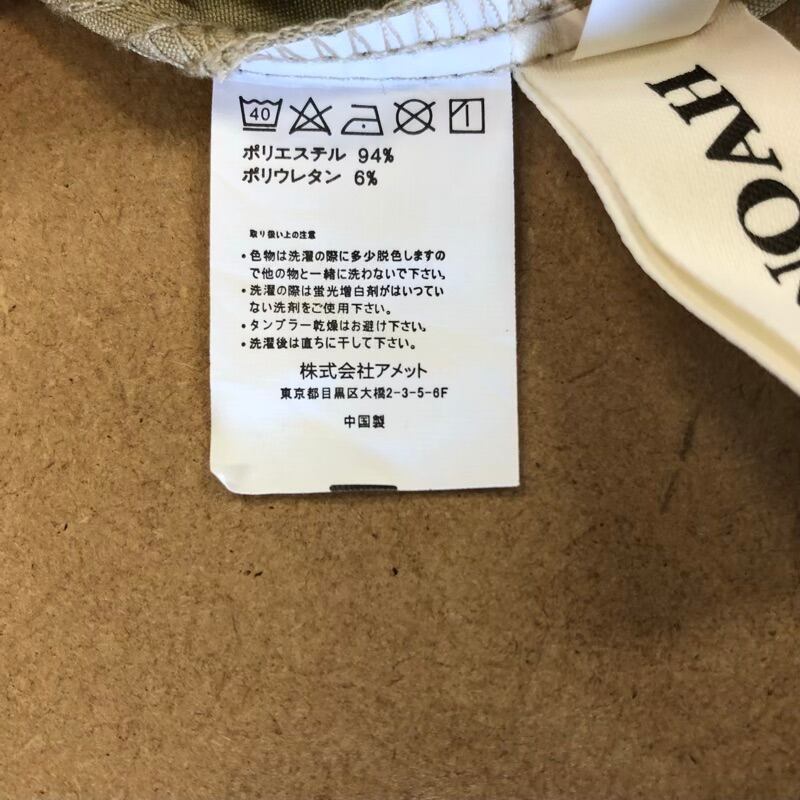 40
ポリエステル 94%
ポリウレタン 6%
取り扱い上の注意
・色物は洗濯の際に多少脱色しますの
で他の物と一緒に洗わないで下さい。
・洗濯の際は蛍光増白剤がはいってい
ない洗剤をご使用下さい。
・タンブラー乾燥はお避け下さい。
・洗濯後は直ちに干して下さい。
株式会社アメット
東京都目黒区大橋2-3-5-6F
中国製
NOAH